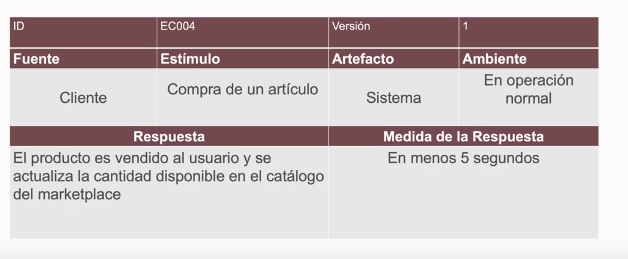 ID EC004 Versión 1
Fuente Estímulo Artefacto Ambiente
Cliente Compra de un artículo Sistema En operación
normal
Respuesta Medida de la Respuesta
El producto es vendido al usuario y se En menos 5 segundos
actualiza la cantidad disponible en el catálogo
del marketplace